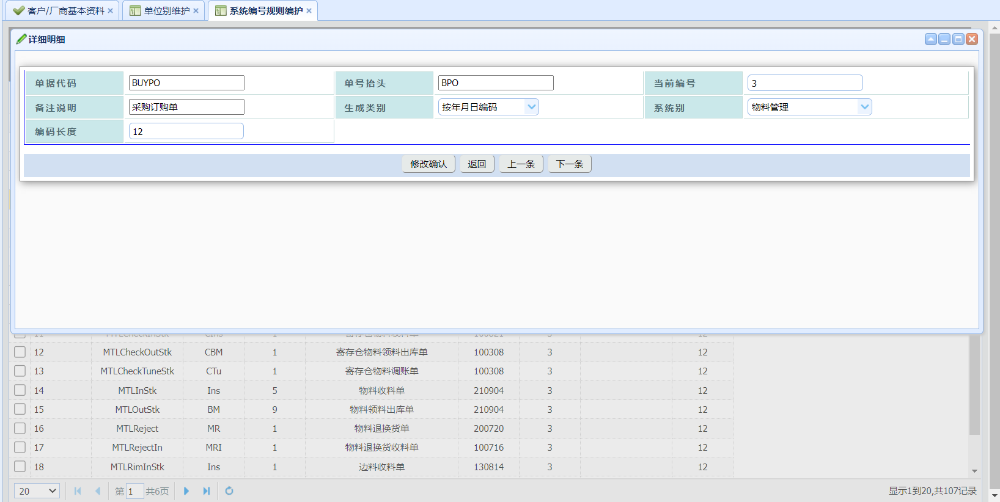 客户/厂商基本资料 单位别维护 系统编号规则编护
详细明细
单据代码 BUYPO 单号抬头 BPO 当前编号 3
备注说明 采购订购单 生成类别 按年月日编码 系统别 物料管理
编码长度 12
修改确认 返回 上一条 下一条
12 MTLCheckOutStk CBM 1 寄存仓物料领料出库单 100308 3 12
13 MTLCheckTuneStk CTu 1 寄存仓物料调账单 100308 3 12
14 MTLInStk Ins 5 物料收料单 210904 3 12
15 MTLOutStk BM 9 物料领料出库单 210904 3 12
16 MTLReject MR 1 物料退换货单 200720 3 12
17 MTLRejectIn MRI 1 物料退换货收料单 100716 3 12
18 MTLRimInStk Ins 1 边料收料单 130814 3 12
20 第 1 共6页 显示1到20,共107记录